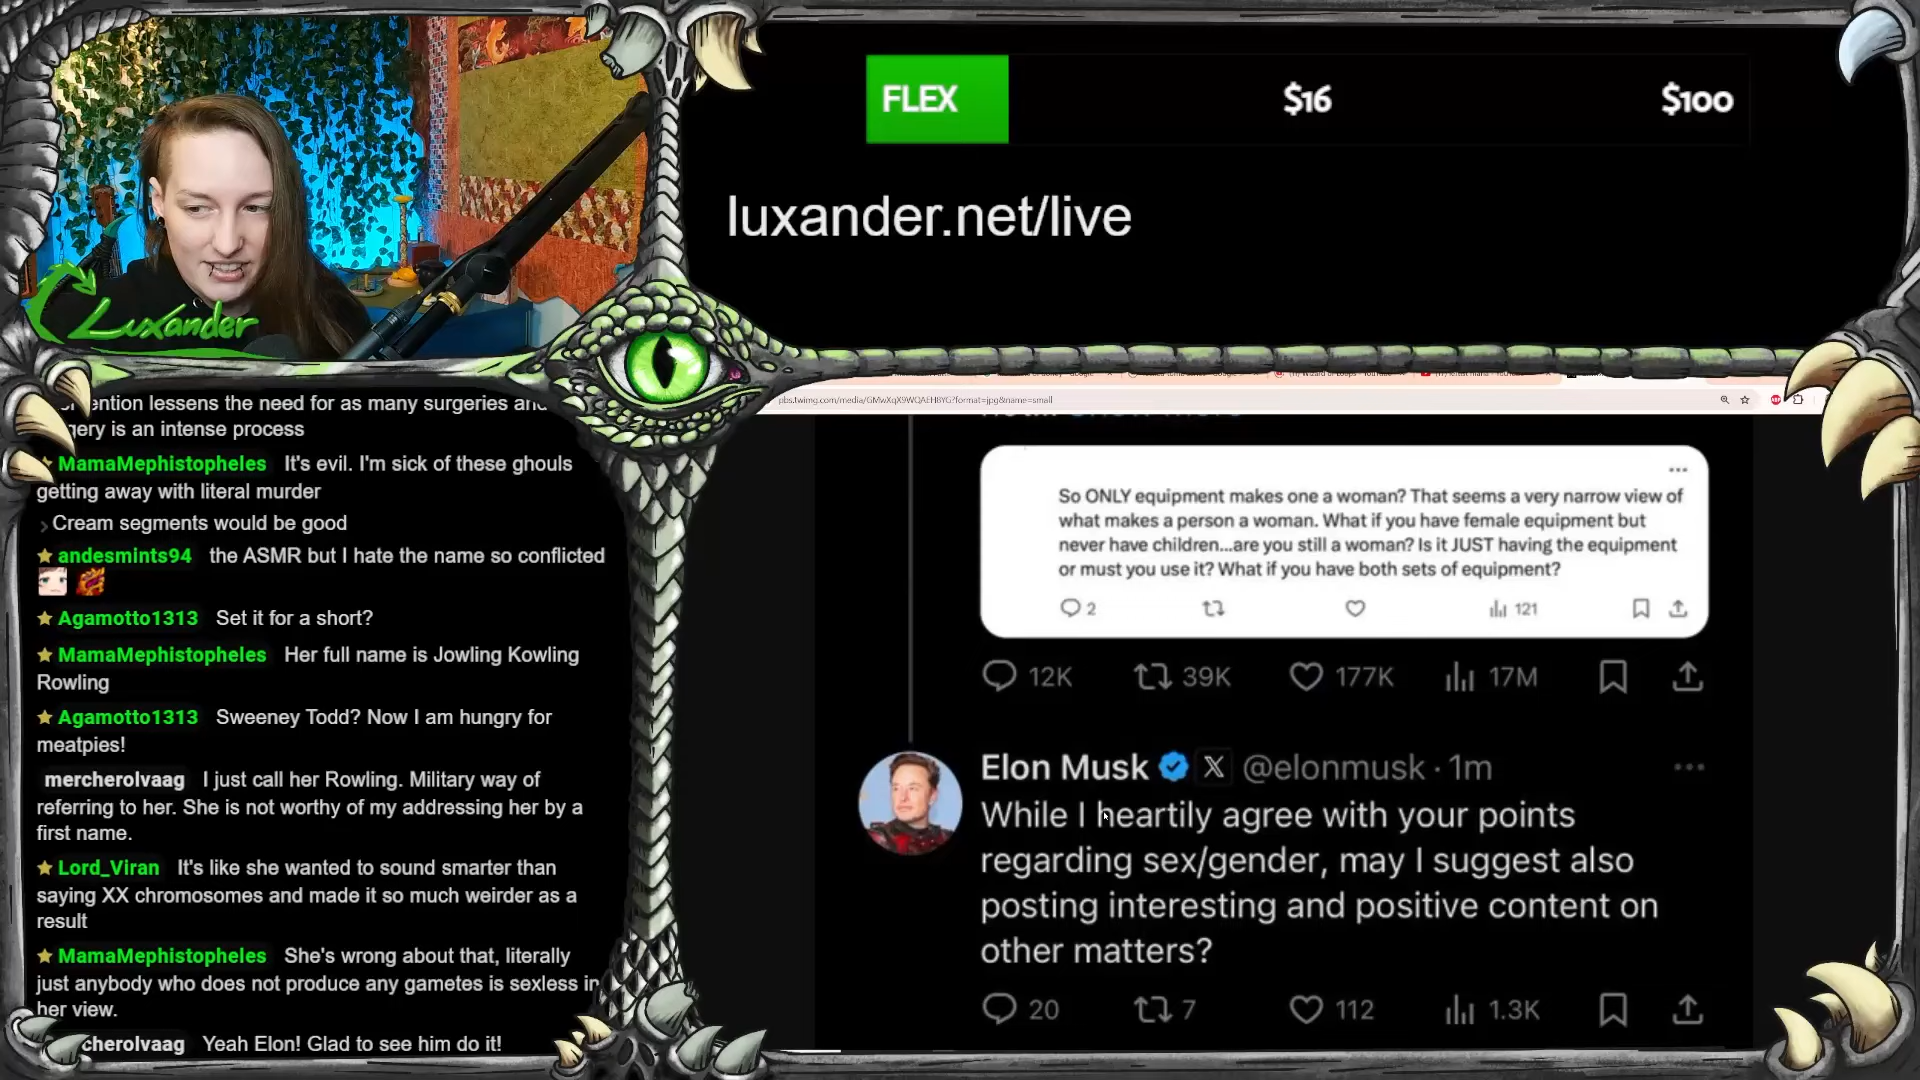 FLEX
$16
$100
luxander.net/live
Luxander
lessens the need for as many surgeries
is an intense process
MamaMephistopheles It's evil. I'm sick of these ghouls
getting away with literal murder
Cream segments would be good
andesmints94 the ASMR but I hate the name so conflicted
Agamotto1313 Set it for a short?
MamaMephistopheles Her full name is Jowling Kowling
Rowling
Agamotto1313 Sweeney Todd? Now I am hungry for
meatpies!
mercherolvaag I just call her Rowling. Military way of
referring to her. She is not worthy of my addressing her by a
first name.
Lord_Viran It's like she wanted to sound smarter than
saying XX chromosomes and made it so much weirder as a
result
MamaMephistopheles She's wrong about that, literally
just anybody who does not produce any gametes is sexless in
her view.
cherolvaag Yeah Elon! Glad to see him do it!
So ONLY equipment makes one a woman? That seems a very narrow view of
what makes a person a woman. What if you have female equipment but
never have children...are you still a woman? Is it JUST having the equipment
or must you use it? What if you have both sets of equipment?
2 121
12K 39K 177K 17M
Elon Musk X @elonmusk · 1m
While I heartily agree with your points
regarding sex/gender, may I suggest also
posting interesting and positive content on
other matters?
20 7 112 1.3K